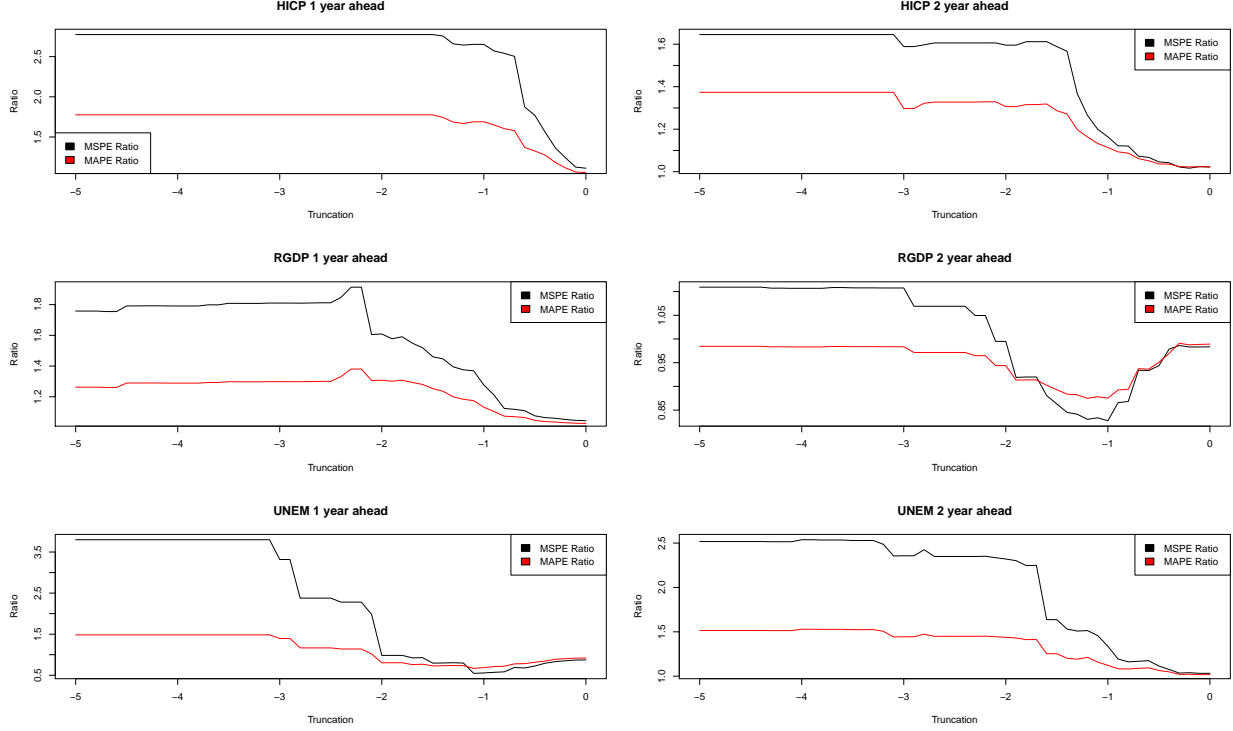 HICP 1 year ahead
Ratio
1.5 2.0 2.5
MSPE Ratio
MAPE Ratio
−5 −4 −3 −2 −1 0
Truncation
HICP 2 year ahead
Ratio
1.0 1.2 1.4 1.6
MSPE Ratio
MAPE Ratio
−5 −4 −3 −2 −1 0
Truncation
RGDP 1 year ahead
Ratio
1.2 1.4 1.6 1.8
MSPE Ratio
MAPE Ratio
−5 −4 −3 −2 −1 0
Truncation
RGDP 2 year ahead
Ratio
0.85 0.95 1.05
MSPE Ratio
MAPE Ratio
−5 −4 −3 −2 −1 0
Truncation
UNEM 1 year ahead
Ratio
0.5 1.5 2.5 3.5
MSPE Ratio
MAPE Ratio
−5 −4 −3 −2 −1 0
Truncation
UNEM 2 year ahead
Ratio
1.0 1.5 2.0 2.5
MSPE Ratio
MAPE Ratio
−5 −4 −3 −2 −1 0
Truncation